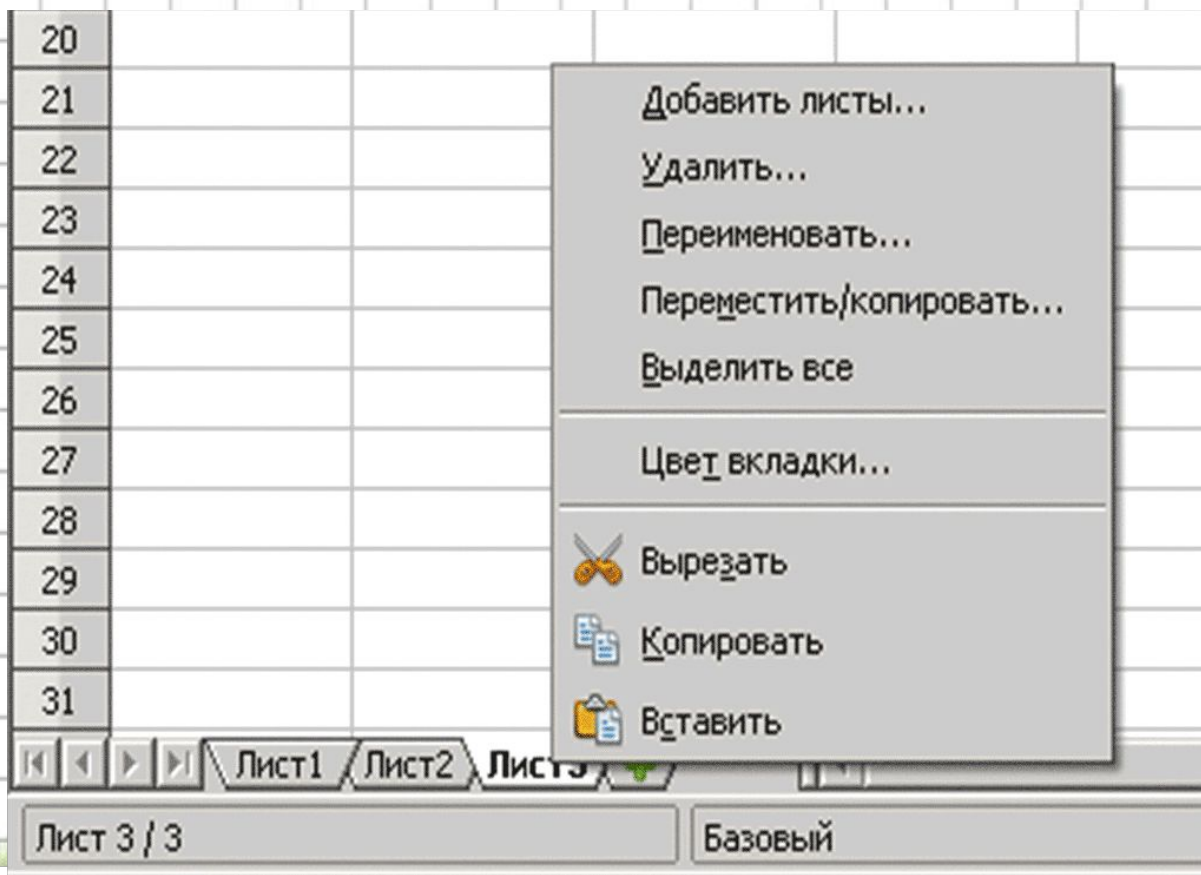 20
21
22
23
24
25
26
27
28
29
30
31
Добавить листы...
Удалить...
Переименовать...
Переместить/копировать...
Выделить все
Цвет вкладки...
Вырезать
Копировать
Вставить
Лист1 Лист2 Лист3
Лист 3 / 3 Базовый